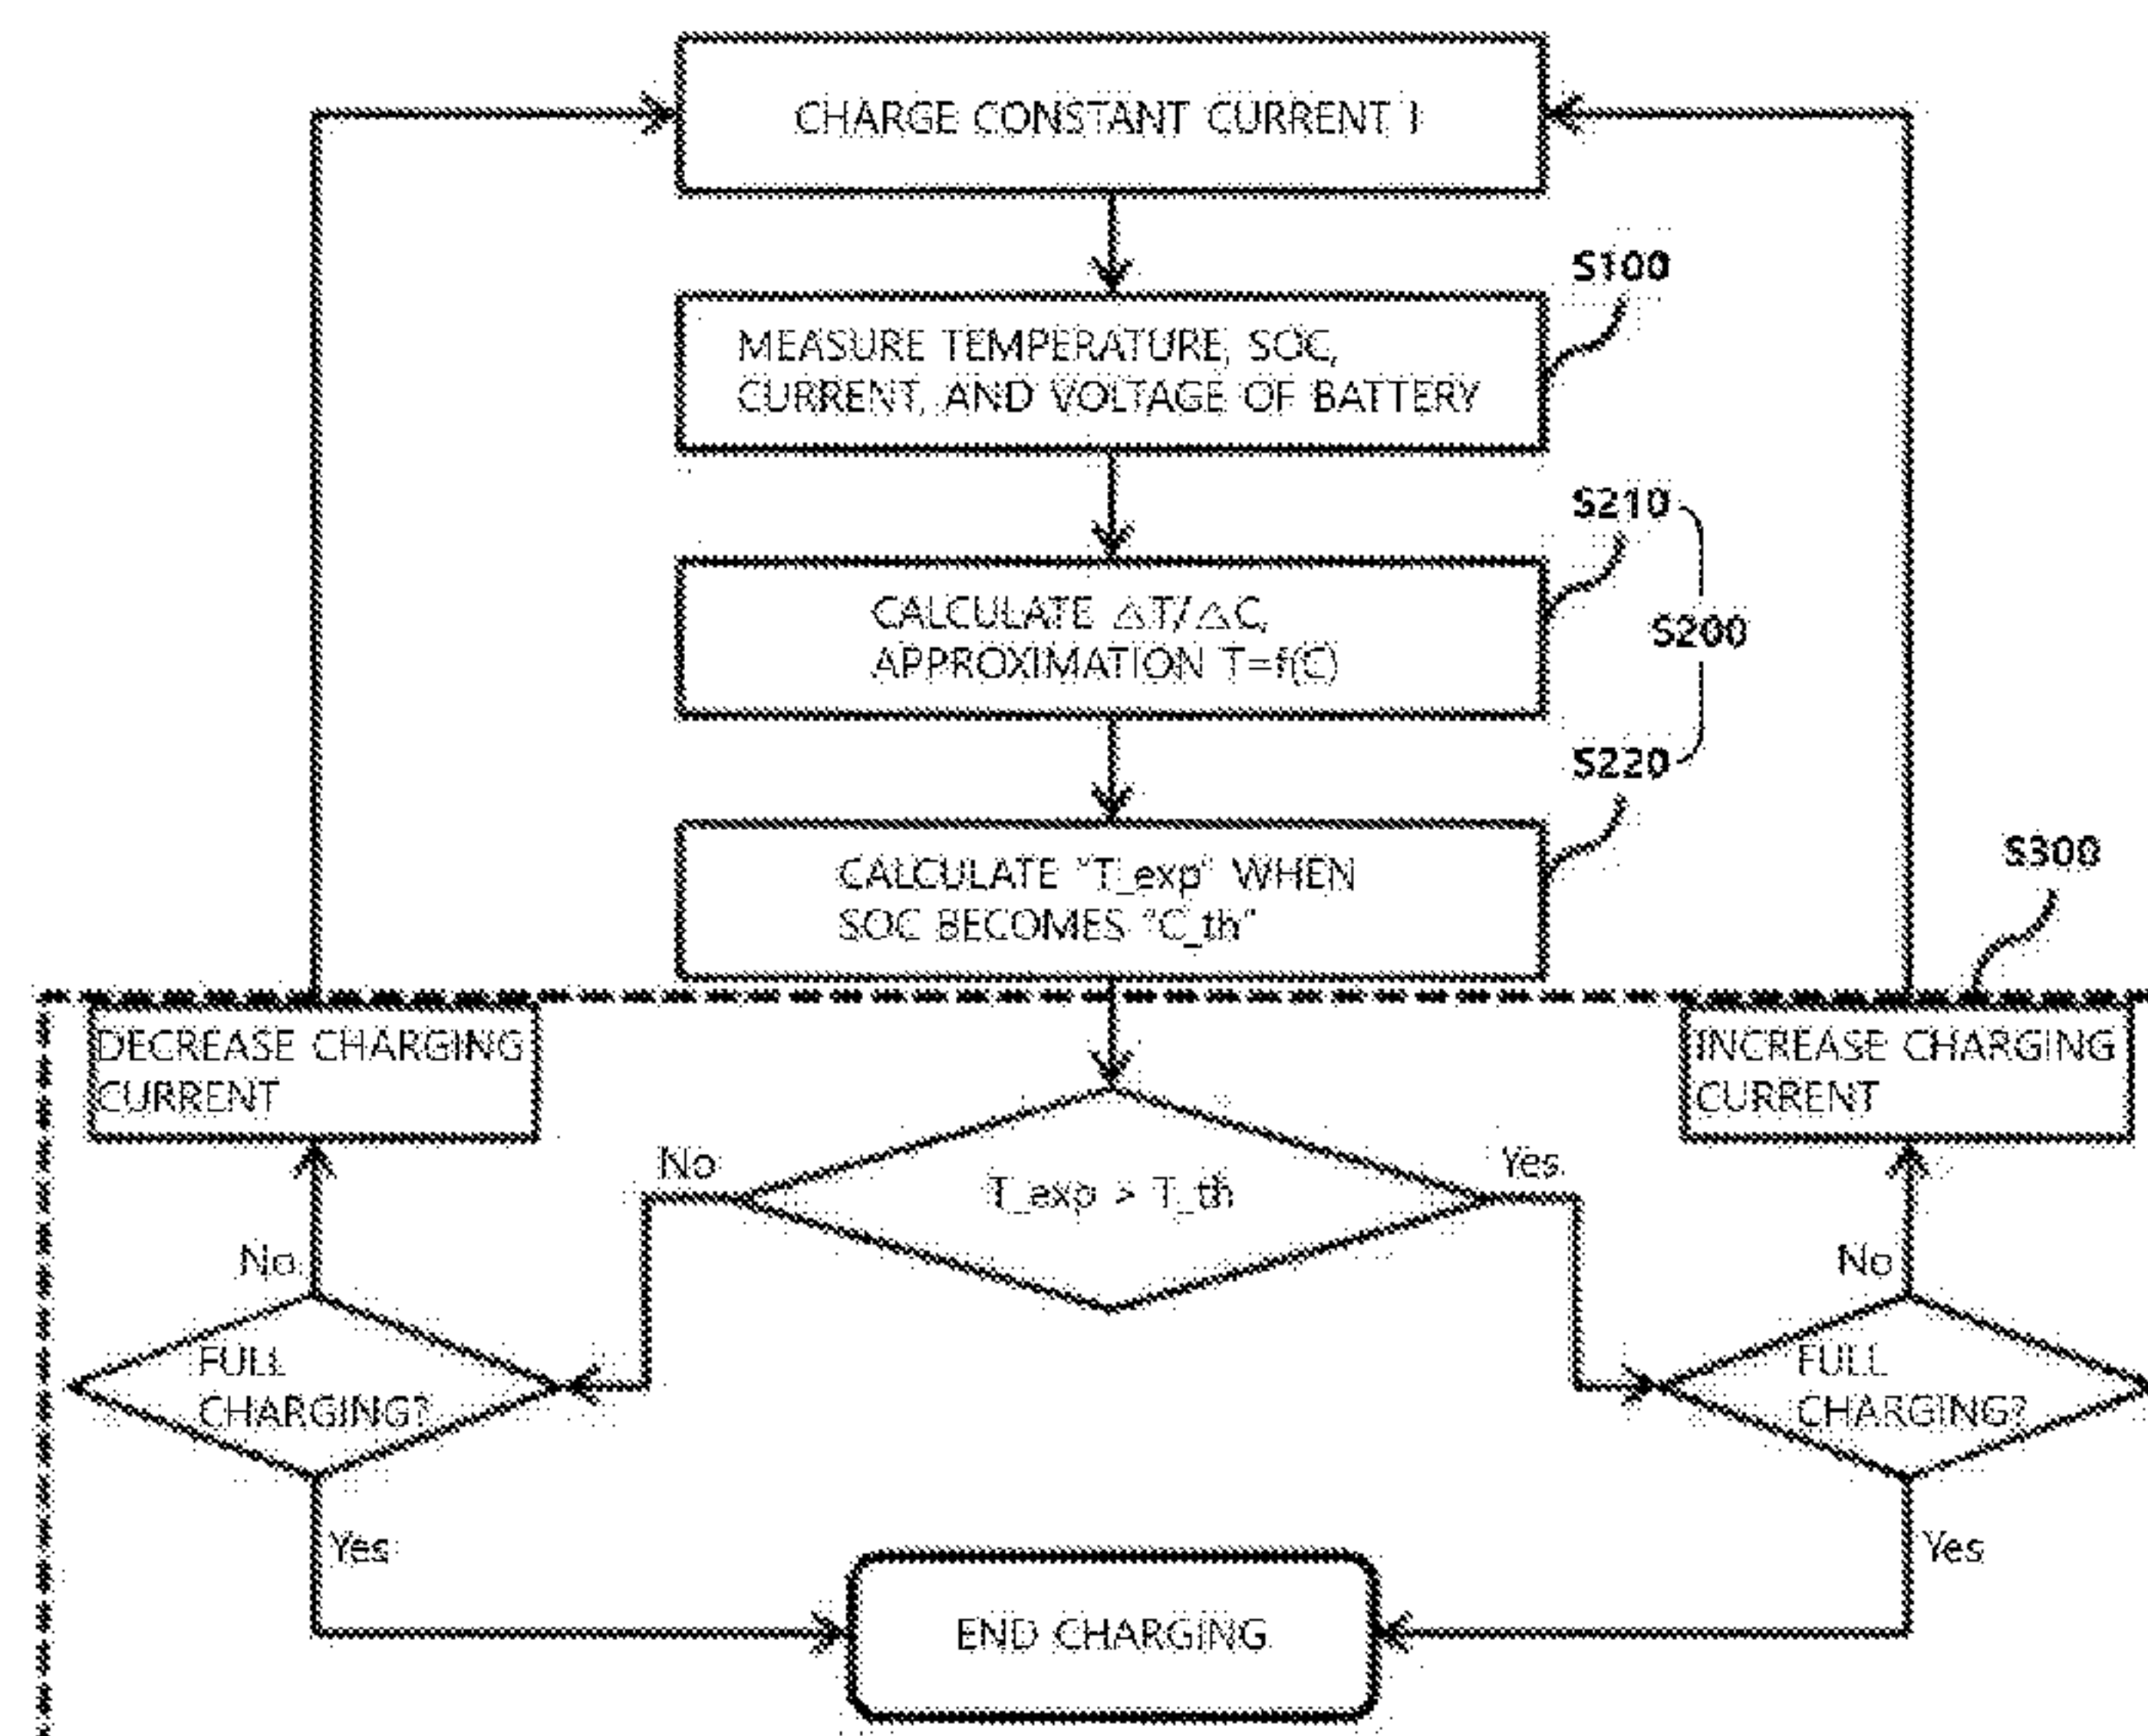 CHARGE CONSTANT CURRENT I
S100
MEASURE TEMPERATURE, SOC,
CURRENT, AND VOLTAGE OF BATTERY
S210
CALCULATE △T/△C,
APPROXIMATION T=f(C)
S200
S220
CALCULATE "T_exp" WHEN
SOC BECOMES "C_th"
S300
DECREASE CHARGING
CURRENT
INCREASE CHARGING
CURRENT
No
T_exp > T_th
Yes
No
No
FULL
CHARGING?
FULL
CHARGING?
Yes
Yes
END CHARGING